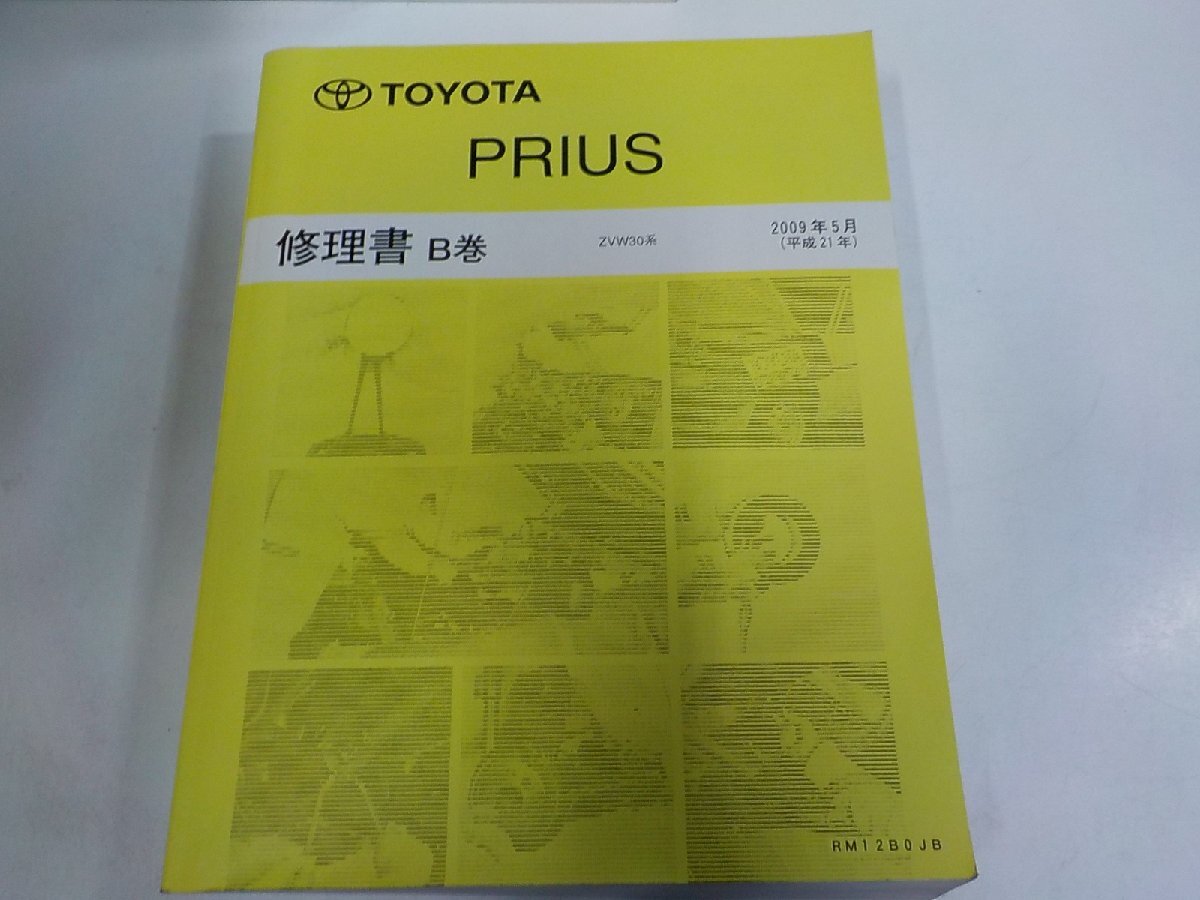 TOYOTA
PRIUS
修理書 B巻
ZVW30系
2009年5月
(平成21年)
RM12B0JB